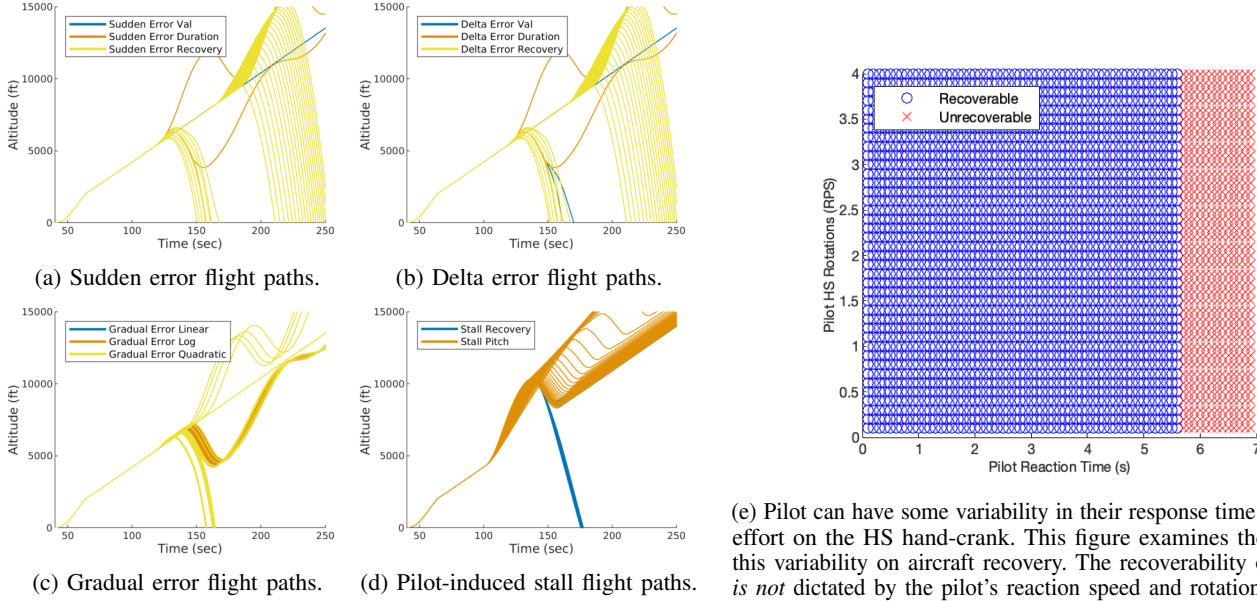 15000
10000
5000
0
Altitude (ft)
Sudden Error Val
Sudden Error Duration
Sudden Error Recovery
50 100 150 200 250
Time (sec)
(a) Sudden error flight paths.
15000
10000
5000
0
Altitude (ft)
Delta Error Val
Delta Error Duration
Delta Error Recovery
50 100 150 200 250
Time (sec)
(b) Delta error flight paths.
15000
10000
5000
0
Altitude (ft)
Gradual Error Linear
Gradual Error Log
Gradual Error Quadratic
50 100 150 200 250
Time (sec)
(c) Gradual error flight paths.
15000
10000
5000
0
Altitude (ft)
Stall Recovery
Stall Pitch
50 100 150 200 250
Time (sec)
(d) Pilot-induced stall flight paths.
4
3.5
3
2.5
2
1.5
1
0.5
0
Pilot HS Rotations (RPS)
Recoverable
Unrecoverable
0 1 2 3 4 5 6 7
Pilot Reaction Time (s)
(e) Pilot can have some variability in their response time
effort on the HS hand-crank. This figure examines the
this variability on aircraft recovery. The recoverability
is not dictated by the pilot's reaction speed and rotation